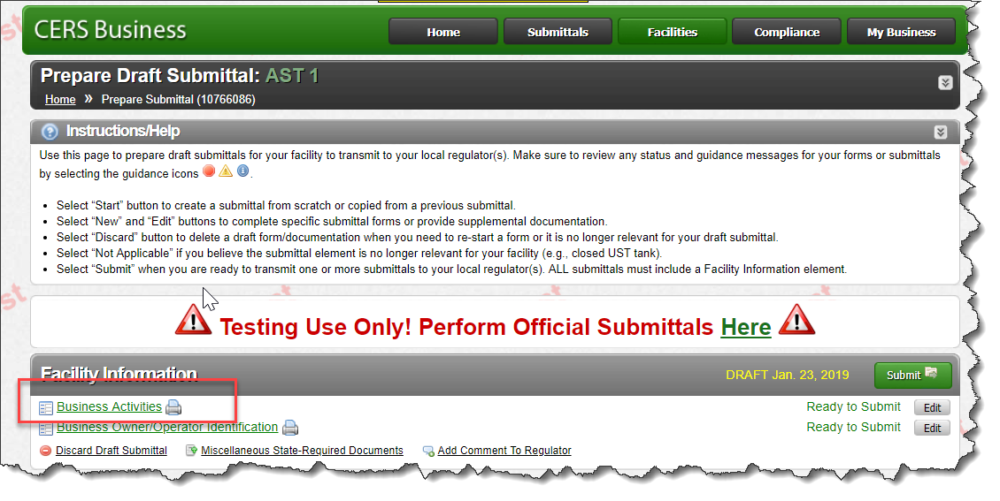 CERS Business
Home
Submittals
Facilities
Compliance
My Business
Prepare Draft Submittal: AST 1
Home » Prepare Submittal (10766086)
Instructions/Help
Use this page to prepare draft submittals for your facility to transmit to your local regulator(s). Make sure to review any status and guidance messages for your forms or submittals
by selecting the guidance icons .
• Select “Start” button to create a submittal from scratch or copied from a previous submittal.
• Select “New” and “Edit” buttons to complete specific submittal forms or provide supplemental documentation.
• Select “Discard” button to delete a draft form/documentation when you need to re-start a form or it is no longer relevant for your draft submittal.
• Select “Not Applicable” if you believe the submittal element is no longer relevant for your facility (e.g., closed UST tank).
• Select “Submit” when you are ready to transmit one or more submittals to your local regulator(s). ALL submittals must include a Facility Information element.
Testing Use Only! Perform Official Submittals Here
Facility Information
DRAFT Jan. 23, 2019
Submit
Business Activities
Ready to Submit
Edit
Business Owner/Operator Identification
Ready to Submit
Edit
Discard Draft Submittal
Miscellaneous State-Required Documents
Add Comment To Regulator